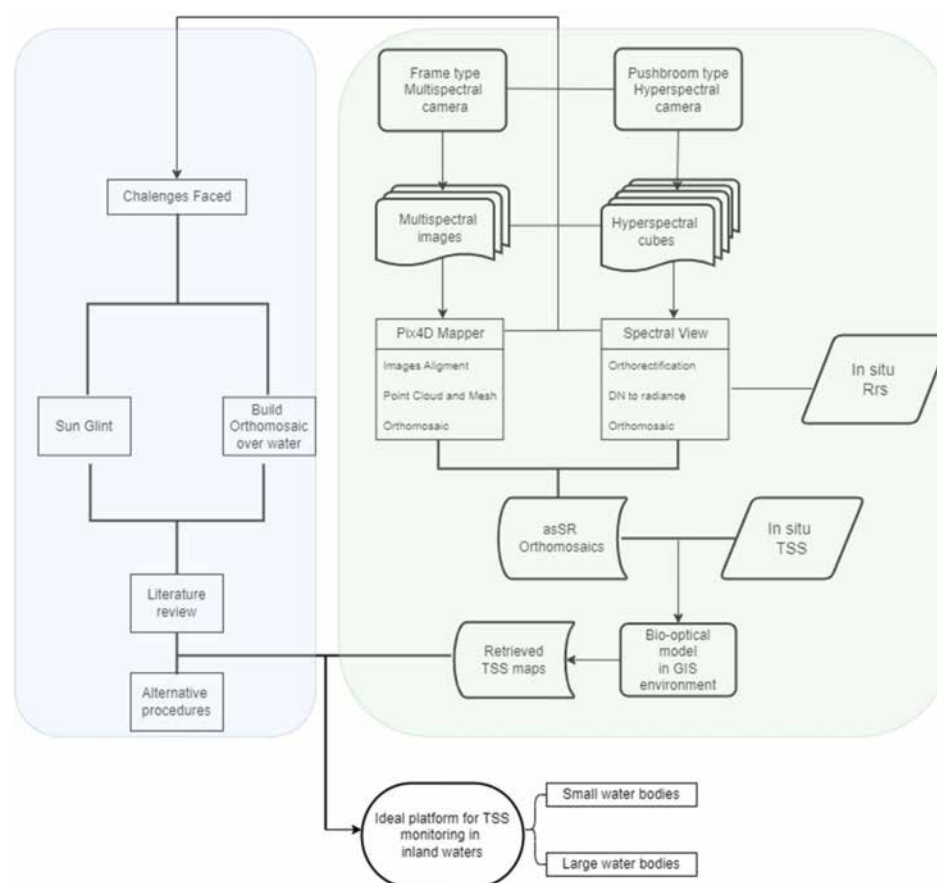 Frame type
Multispectral
camera
Pushbroom type
Hyperspectral
camera
Chalenges Faced
Multispectral
images
Hyperspectral
cubes
Pix4D Mapper
Images Aligment
Point Cloud and Mesh
Orthomosaic
Spectral View
Orthorectification
DN to radiance
Orthomosaic
In situ
Rrs
Sun Glint
Build
Orthomosaic
over water
asSR
Orthomosaics
In situ
TSS
Literature
review
Retrieved
TSS maps
Bio-optical
model
in GIS
environment
Alternative
procedures
Ideal platform for TSS
monitoring in
inland waters
Small water bodies
Large water bodies